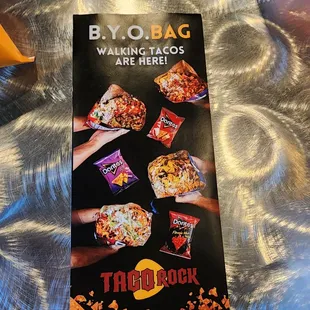 B.Y.O.BAG
WALKING TACOS
ARE HERE!
Doritos
Doritos
Doritos
TACO ROCK